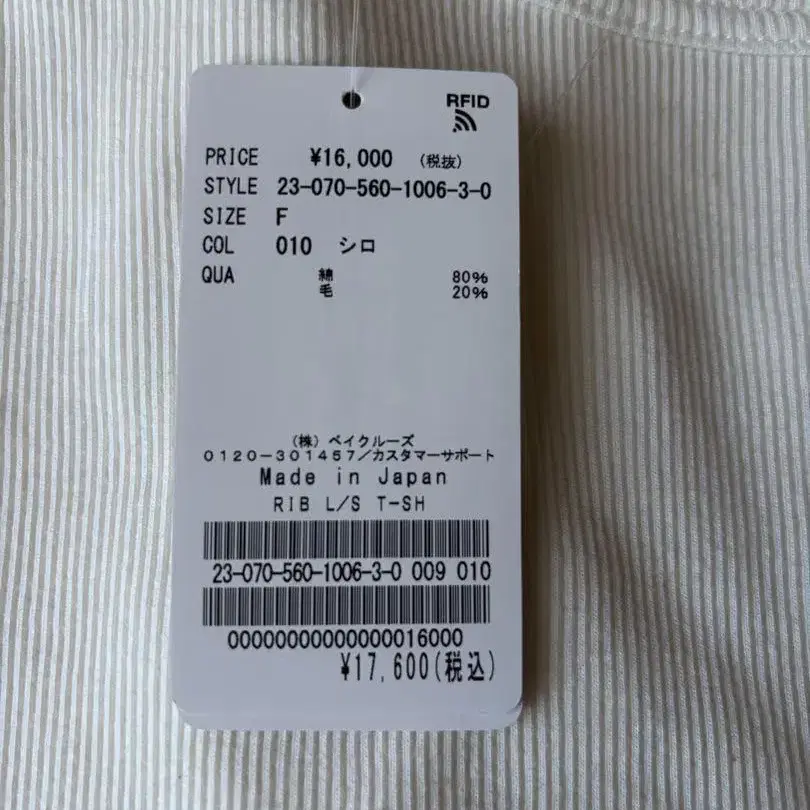 RFID
PRICE ¥16,000 (税抜)
STYLE 23-070-560-1006-3-0
SIZE F
COL 010 シロ
QUA 綿 80%
毛 20%
(株) ベイクルーズ
0120-301457/カスタマーサポート
Made in Japan
RIB L/S T-SH
23-070-560-1006-3-0 009 010
00000000000000016000
¥17,600(税込)